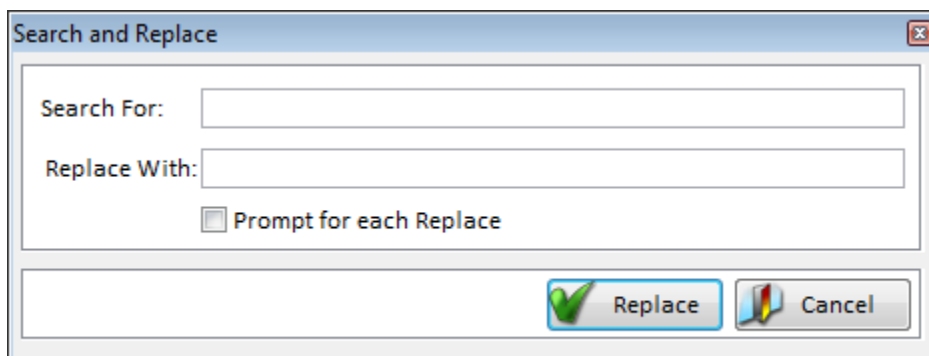 Search and Replace
Search For:
Replace With:
Prompt for each Replace
Replace Cancel